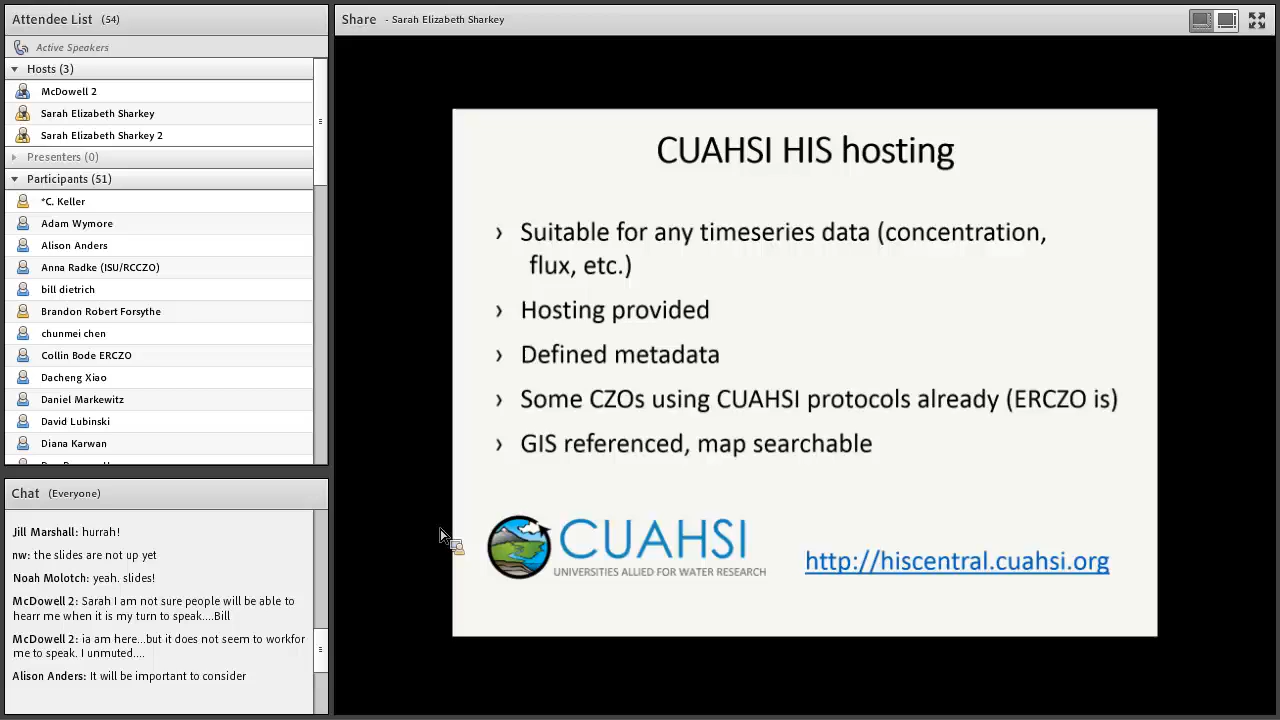 Attendee List (54)
Active Speakers
Hosts (3)
McDowell 2
Sarah Elizabeth Sharkey
Sarah Elizabeth Sharkey 2
Presenters (0)
Participants (51)
*C. Keller
Adam Wymore
Alison Anders
Anna Radke (ISU/RCCZO)
bill dietrich
Brandon Robert Forsythe
chunmei chen
Collin Bode ERCZO
Dacheng Xiao
Daniel Markewitz
David Lubinski
Diana Karwan
Chat (Everyone)
Jill Marshall: hurrah!
nw: the slides are not up yet
Noah Molotch: yeah. slides!
McDowell 2: Sarah I am not sure people will be able to
hearr me when it is my turn to speak....Bill
McDowell 2: ia am here...but it does not seem to workfor
me to speak. I unmuted....
Alison Anders: It will be important to consider
Share - Sarah Elizabeth Sharkey
CUAHSI HIS hosting
› Suitable for any timeseries data (concentration,
flux, etc.)
› Hosting provided
› Defined metadata
› Some CZOs using CUAHSI protocols already (ERCZO is)
› GIS referenced, map searchable
CUAHSI
UNIVERSITIES ALLIED FOR WATER RESEARCH
http://hiscentral.cuahsi.org